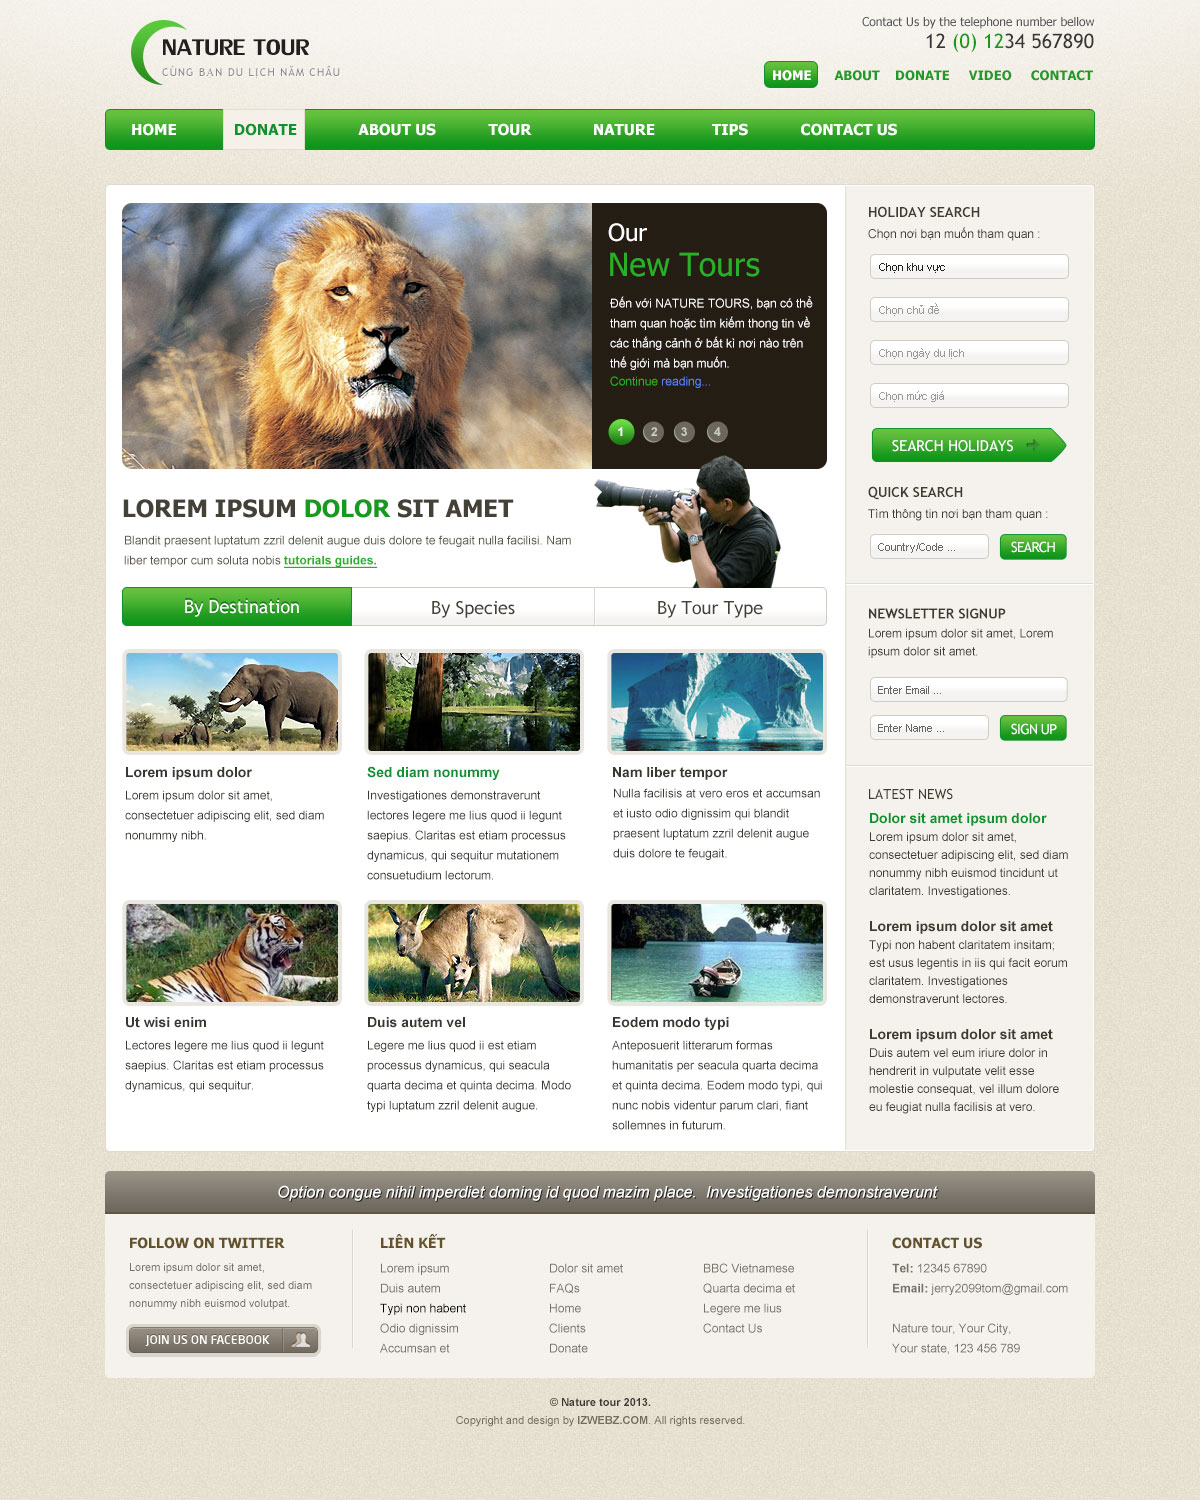 Contact Us by the telephone number bellow
12 (0) 1234 567890
NATURE TOUR
CÙNG BẠN DU LỊCH NĂM CHÂU
HOME ABOUT DONATE VIDEO CONTACT
HOME DONATE ABOUT US TOUR NATURE TIPS CONTACT US
Our
New Tours
Đến với NATURE TOURS, bạn có thể
tham quan hoặc tìm kiếm thong tin về
các thắng cảnh ở bất kì nơi nào trên
thế giới mà bạn muốn.
Continue reading...
1 2 3 4
LOREM IPSUM DOLOR SIT AMET
Blandit praesent luptatum zzril delenit augue duis dolore te feugait nulla facilisi. Nam
liber tempor cum soluta nobis tutorials guides.
By Destination By Species By Tour Type
Lorem ipsum dolor
Lorem ipsum dolor sit amet,
consectetuer adipiscing elit, sed diam
nonummy nibh.
Sed diam nonummy
Investigationes demonstraverunt
lectores legere me lius quod ii legunt
saepius. Claritas est etiam processus
dynamicus, qui sequitur mutationem
consuetudium lectorum.
Nam liber tempor
Nulla facilisis at vero eros et accumsan
et iusto odio dignissim qui blandit
praesent luptatum zzril delenit augue
duis dolore te feugait.
Ut wisi enim
Lectores legere me lius quod ii legunt
saepius. Claritas est etiam processus
dynamicus, qui sequitur.
Duis autem vel
Legere me lius quod ii est etiam
processus dynamicus, qui seacula
quarta decima et quinta decima. Modo
typi luptatum zzril delenit augue.
Eodem modo typi
Anteposuerit litterarum formas
humanitatis per seacula quarta decima
et quinta decima. Eodem modo typi, qui
nunc nobis videntur parum clari, fiant
sollemnes in futurum.
HOLIDAY SEARCH
Chọn nơi bạn muốn tham quan :
Chọn khu vực
Chọn chủ đề
Chọn ngày du lịch
Chọn mức giá
SEARCH HOLIDAYS
QUICK SEARCH
Tìm thông tin nơi bạn tham quan :
Country/Code ... SEARCH
NEWSLETTER SIGNUP
Lorem ipsum dolor sit amet, Lorem
ipsum dolor sit amet.
Enter Email ...
Enter Name ... SIGN UP
LATEST NEWS
Dolor sit amet ipsum dolor
Lorem ipsum dolor sit amet,
consectetuer adipiscing elit, sed diam
nonummy nibh euismod tincidunt ut
claritatem. Investigationes.
Lorem ipsum dolor sit amet
Typi non habent claritatem insitam;
est usus legentis in iis qui facit eorum
claritatem. Investigationes
demonstraverunt lectores.
Lorem ipsum dolor sit amet
Duis autem vel eum iriure dolor in
hendrerit in vulputate velit esse
molestie consequat, vel illum dolore
eu feugiat nulla facilisis at vero.
Option congue nihil imperdiet doming id quod mazim place. Investigationes demonstraverunt
FOLLOW ON TWITTER
Lorem ipsum dolor sit amet,
consectetuer adipiscing elit, sed diam
nonummy nibh euismod volutpat.
JOIN US ON FACEBOOK
LIÊN KẾT
Lorem ipsum
Duis autem
Typi non habent
Odio dignissim
Accumsan et
Dolor sit amet
FAQs
Home
Clients
Donate
BBC Vietnamese
Quarta decima et
Legere me lius
Contact Us
CONTACT US
Tel: 12345 67890
Email: jerry2099tom@gmail.com
Nature tour, Your City,
Your state, 123 456 789
© Nature tour 2013.
Copyright and design by IZWEBZ.COM. All rights reserved.